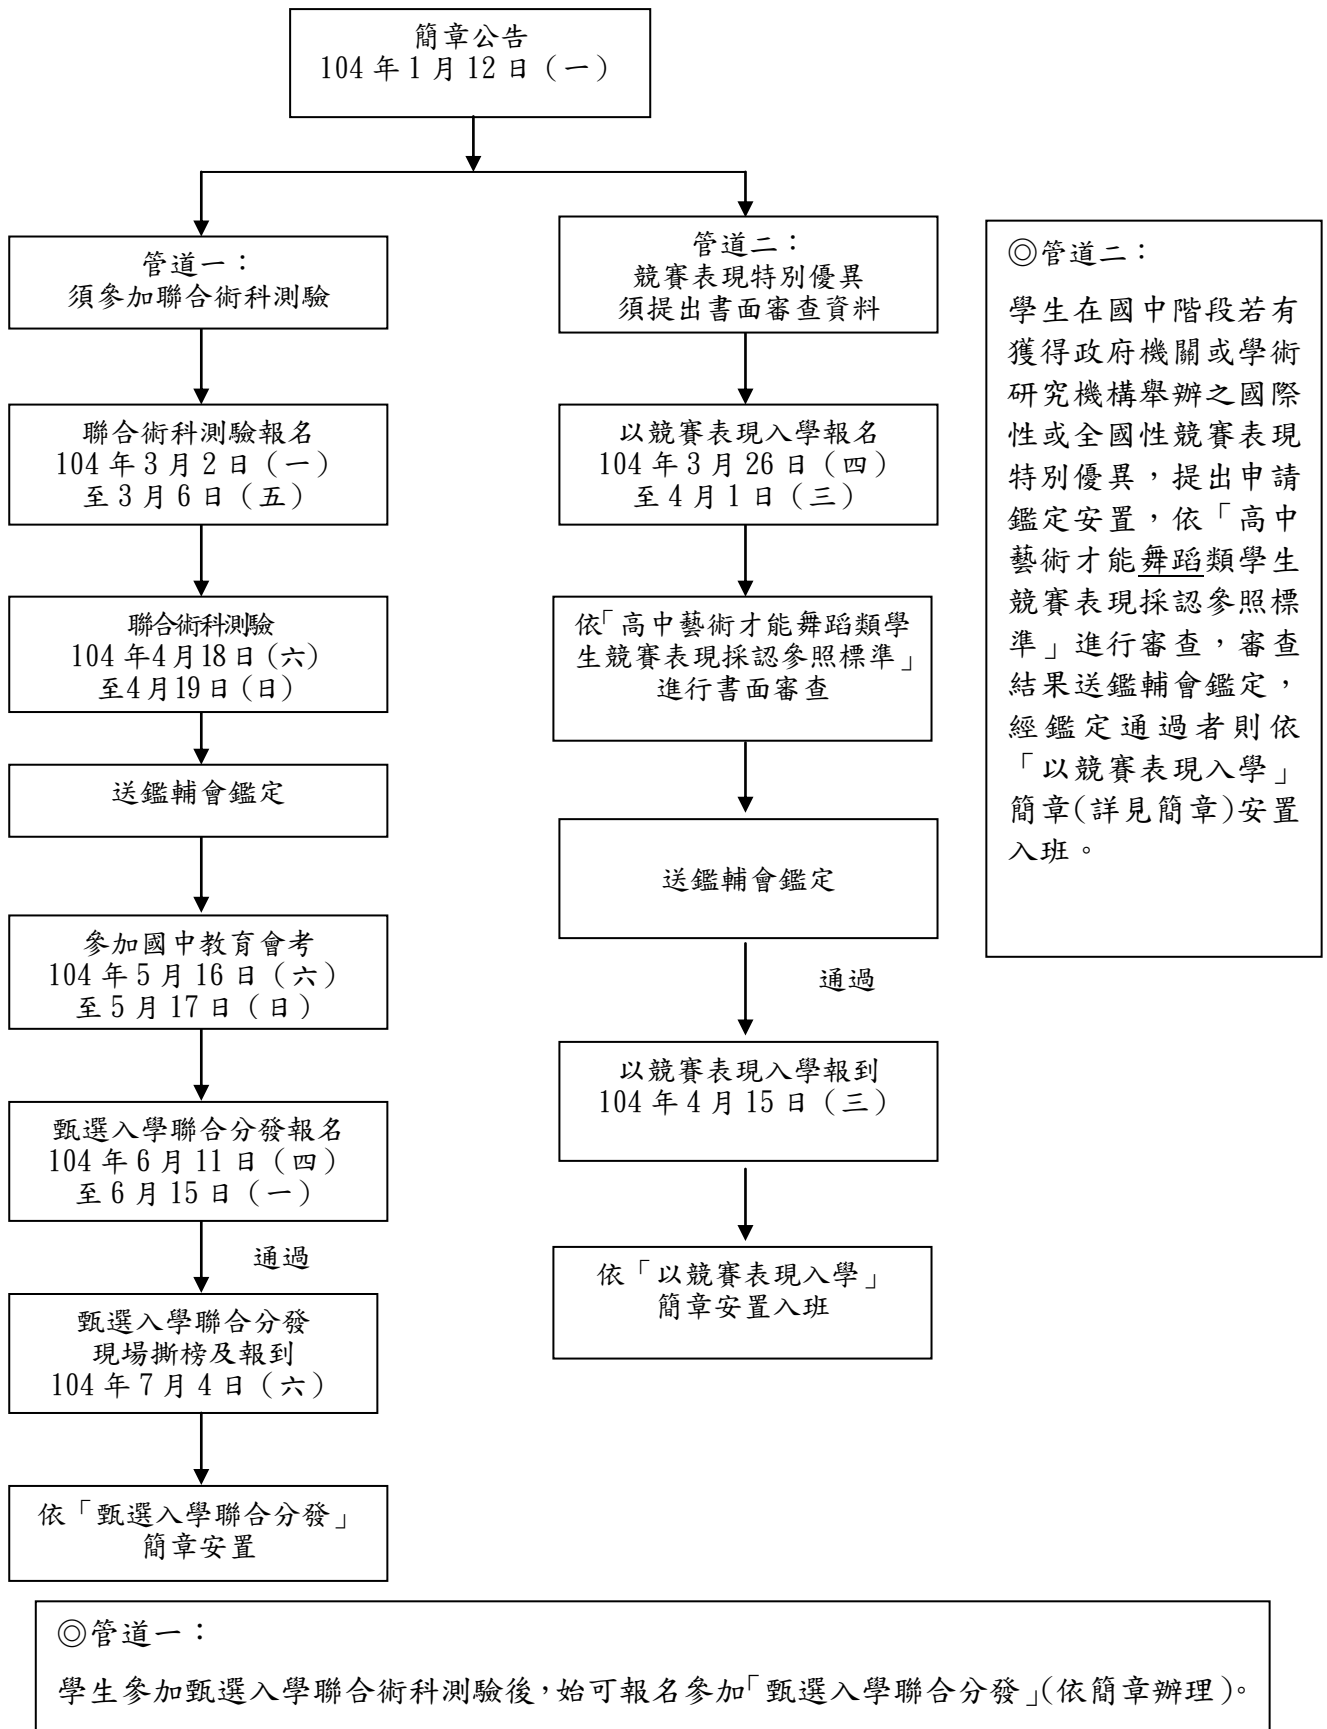 簡章公告
104 年 1 月 12 日（一）
管道一：
須參加聯合術科測驗
聯合術科測驗報名
104 年 3 月 2 日（一）
至 3 月 6 日（五）
聯合術科測驗
104 年4 月18 日(六)
至4 月19 日(日)
送鑑輔會鑑定
參加國中教育會考
104 年 5 月 16 日（六）
至 5 月 17 日（日）
甄選入學聯合分發報名
104 年 6 月 11 日（四）
至 6 月 15 日（一）
通過
甄選入學聯合分發
現場撕榜及報到
104 年 7 月 4 日（六）
依「甄選入學聯合分發」
簡章安置
管道二：
競賽表現特別優異
須提出書面審查資料
以競賽表現入學報名
104 年 3 月 26 日（四）
至 4 月 1 日（三）
依「高中藝術才能舞蹈類學
生競賽表現採認參照標準」
進行書面審查
送鑑輔會鑑定
通過
以競賽表現入學報到
104 年 4 月 15 日（三）
依「以競賽表現入學」
簡章安置入班
◎管道二：
學生在國中階段若有
獲得政府機關或學術
研究機構舉辦之國際
性或全國性競賽表現
特別優異，提出申請
鑑定安置，依「高中
藝術才能舞蹈類學生
競賽表現採認參照標
準」進行審查，審查
結果送鑑輔會鑑定，
經鑑定通過者則依
「以競賽表現入學」
簡章(詳見簡章)安置
入班。
◎管道一：
學生參加甄選入學聯合術科測驗後，始可報名參加「甄選入學聯合分發」(依簡章辦理)。